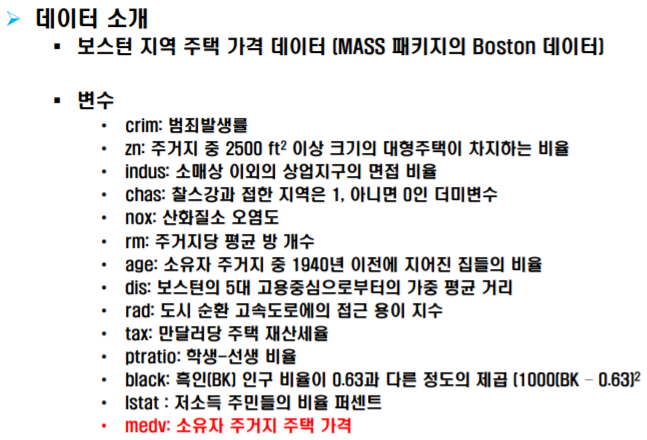 ➢ 데이터 소개
▪ 보스턴 지역 주택 가격 데이터 (MASS 패키지의 Boston 데이터)
▪ 변수
• crim: 범죄발생률
• zn: 주거지 중 2500 ft² 이상 크기의 대형주택이 차지하는 비율
• indus: 소매상 이외의 상업지구의 면접 비율
• chas: 찰스강과 접한 지역은 1, 아니면 0인 더미변수
• nox: 산화질소 오염도
• rm: 주거지당 평균 방 개수
• age: 소유자 주거지 중 1940년 이전에 지어진 집들의 비율
• dis: 보스턴의 5대 고용중심으로부터의 가중 평균 거리
• rad: 도시 순환 고속도로에의 접근 용이 지수
• tax: 만달러당 주택 재산세율
• ptratio: 학생-선생 비율
• black: 흑인(BK) 인구 비율이 0.63과 다른 정도의 제곱 (1000(BK – 0.63)²
• lstat : 저소득 주민들의 비율 퍼센트
• medv: 소유자 주거지 주택 가격